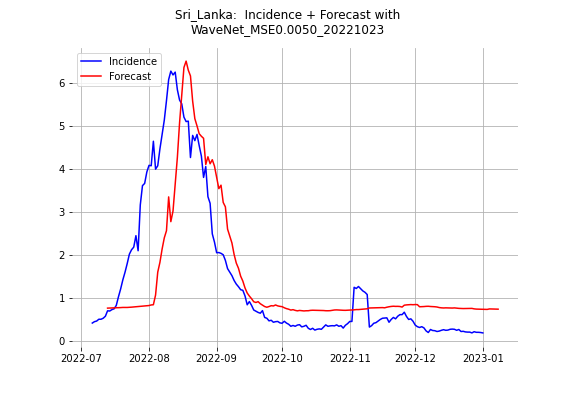 Sri_Lanka:  Incidence + Forecast with
WaveNet_MSE0.0050_20221023
Incidence
Forecast
6
5
4
3
2
1
0
2022-07 2022-08 2022-09 2022-10 2022-11 2022-12 2023-01